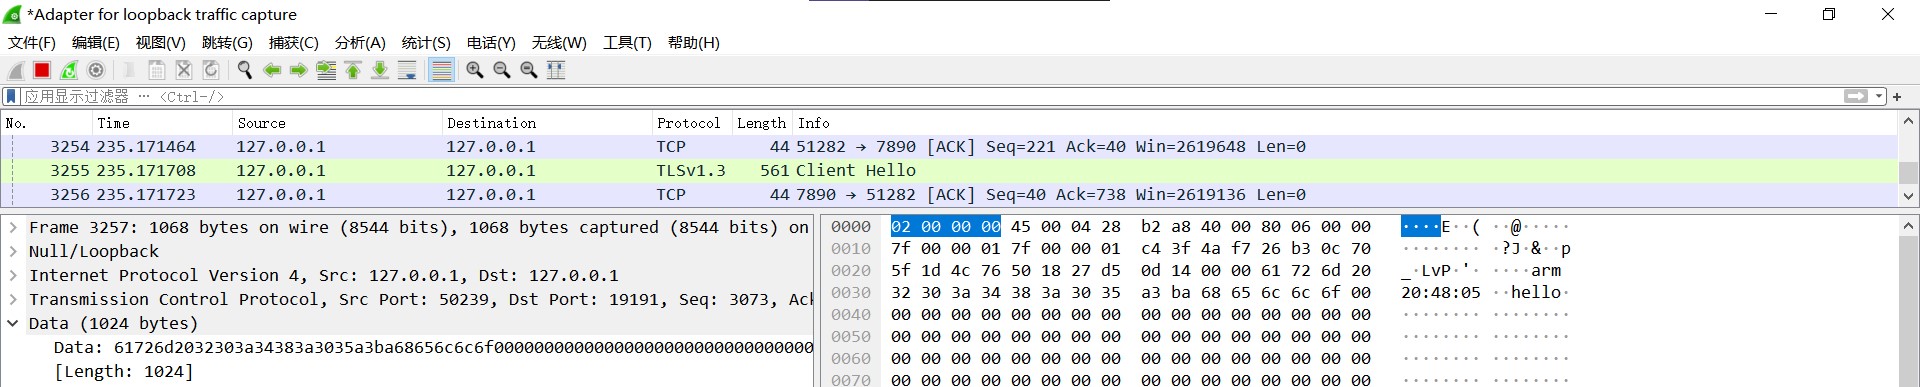 *Adapter for loopback traffic capture
文件(F) 编辑(E) 视图(V) 跳转(G) 捕获(C) 分析(A) 统计(S) 电话(Y) 无线(W) 工具(T) 帮助(H)
应用显示过滤器 … <Ctrl-/>
No. Time Source Destination Protocol Length Info
3254 235.171464 127.0.0.1 127.0.0.1 TCP 44 51282 → 7890 [ACK] Seq=221 Ack=40 Win=2619648 Len=0
3255 235.171708 127.0.0.1 127.0.0.1 TLSv1.3 561 Client Hello
3256 235.171723 127.0.0.1 127.0.0.1 TCP 44 7890 → 51282 [ACK] Seq=40 Ack=738 Win=2619136 Len=0
Frame 3257: 1068 bytes on wire (8544 bits), 1068 bytes captured (8544 bits) on
Null/Loopback
Internet Protocol Version 4, Src: 127.0.0.1, Dst: 127.0.0.1
Transmission Control Protocol, Src Port: 50239, Dst Port: 19191, Seq: 3073, Ack
Data (1024 bytes)
Data: 61726d2032303a34383a3035a3ba68656c6c6f000000000000000000000000000000
[Length: 1024]
0000 02 00 00 00 45 00 04 28 b2 a8 40 00 80 06 00 00 ····E··( ··@·····
0010 7f 00 00 01 7f 00 00 01 c4 3f 4a f7 26 b3 0c 70 ········ ·?J·&··p
0020 5f 1d 4c 76 50 18 27 d5 0d 14 00 00 61 72 6d 20 _·LvP·'· ····arm
0030 32 30 3a 34 38 3a 30 35 a3 ba 68 65 6c 6c 6f 00 20:48:05 ··hello·
0040 00 00 00 00 00 00 00 00 00 00 00 00 00 00 00 00 ········ ········
0050 00 00 00 00 00 00 00 00 00 00 00 00 00 00 00 00 ········ ········
0060 00 00 00 00 00 00 00 00 00 00 00 00 00 00 00 00 ········ ········
0070 00 00 00 00 00 00 00 00 00 00 00 00 00 00 00 00 ········ ········